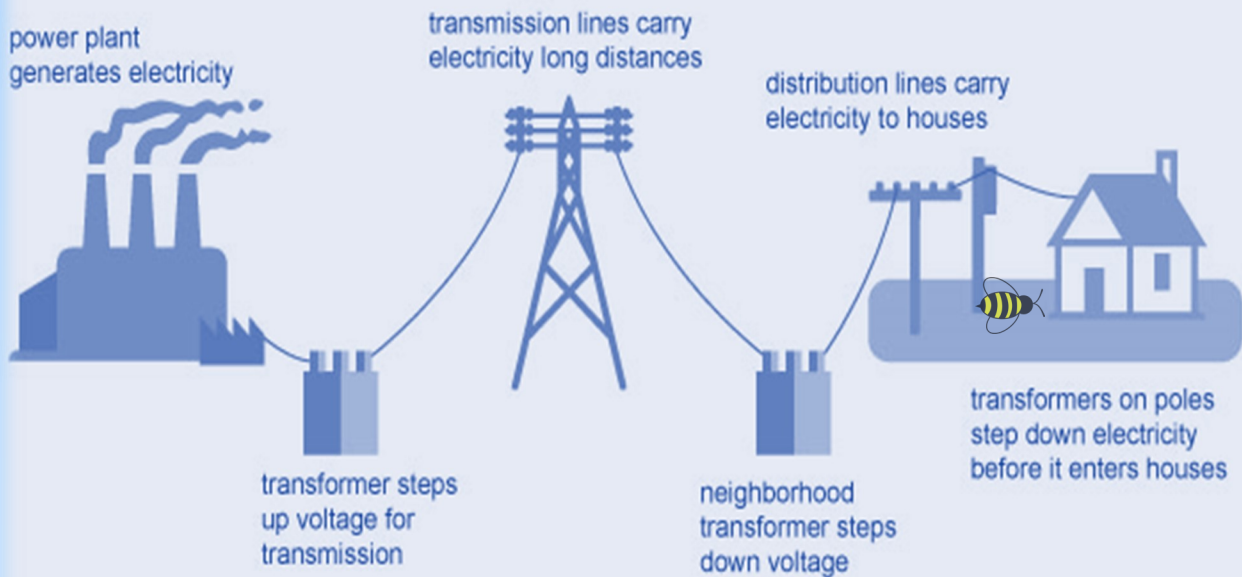 power plant
generates electricity
transmission lines carry
electricity long distances
distribution lines carry
electricity to houses
transformer steps
up voltage for
transmission
neighborhood
transformer steps
down voltage
transformers on poles
step down electricity
before it enters houses